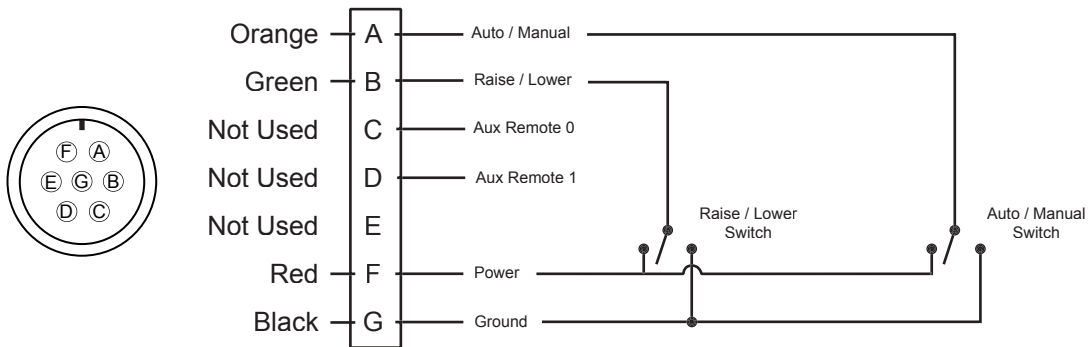 Orange A Auto / Manual
Green B Raise / Lower
Not Used C Aux Remote 0
Not Used D Aux Remote 1
Not Used E
Red F Power
Black G Ground
F A
E G B
D C
Raise / Lower
Switch
Auto / Manual
Switch